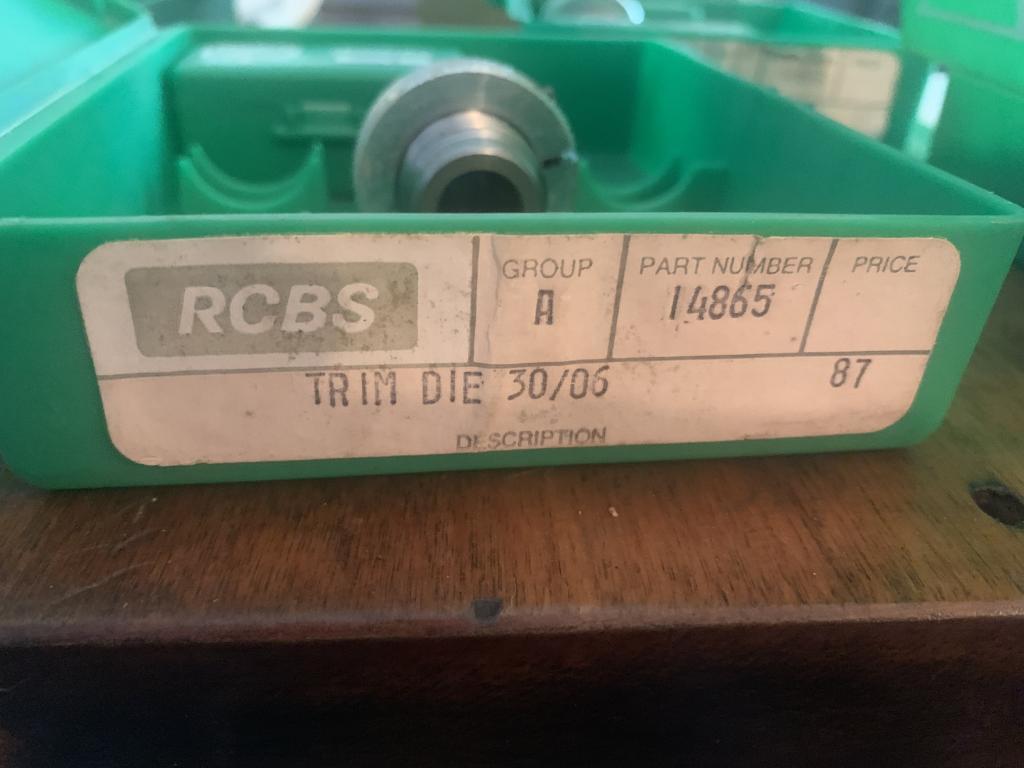 RCBS
GROUP
A
PART NUMBER
14865
PRICE
TRIM DIE 30/06
87
DESCRIPTION